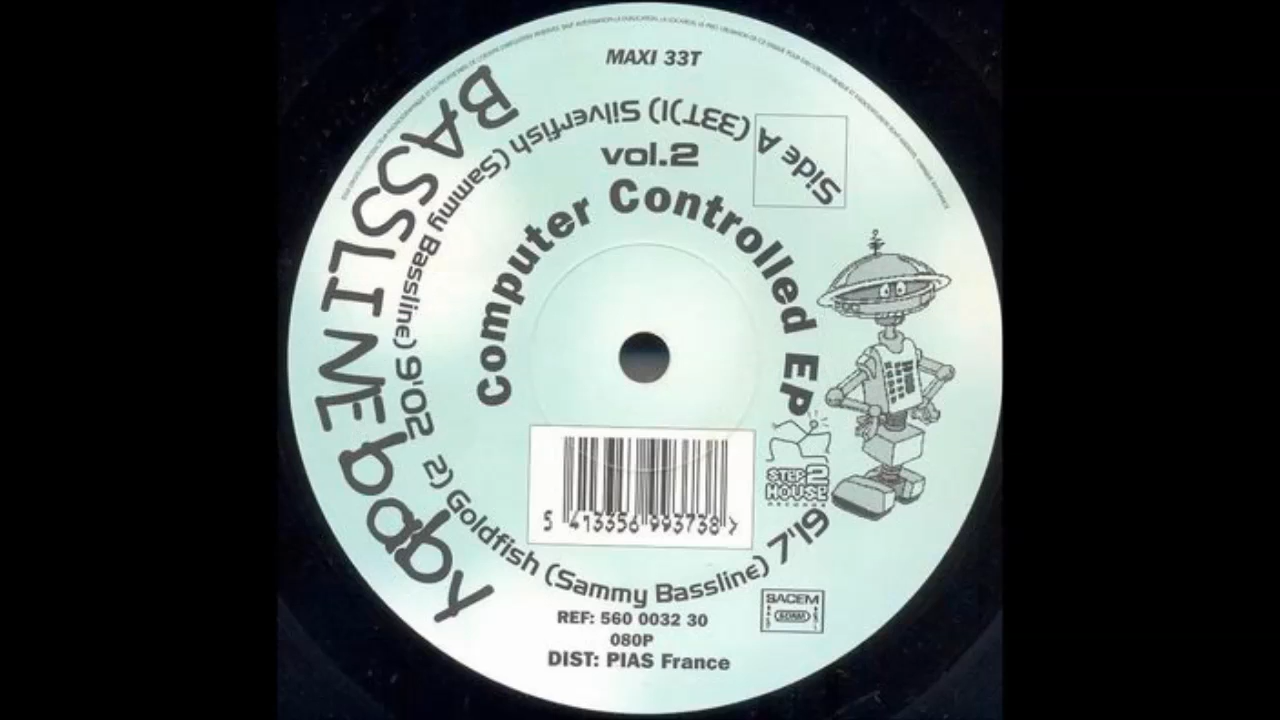 MAXI 33T
Side A (33T)1) Silverfish (Sammy Bassline) 9'02 2) Goldfish (Sammy Bassline) 7'19
vol.2
Computer Controlled EP
BASSLINE baby
STEP 2
HOUSE
RECORDS
5 413356 993738 >
SACEM
SDRM
REF: 560 0032 30
080P
DIST: PIAS France